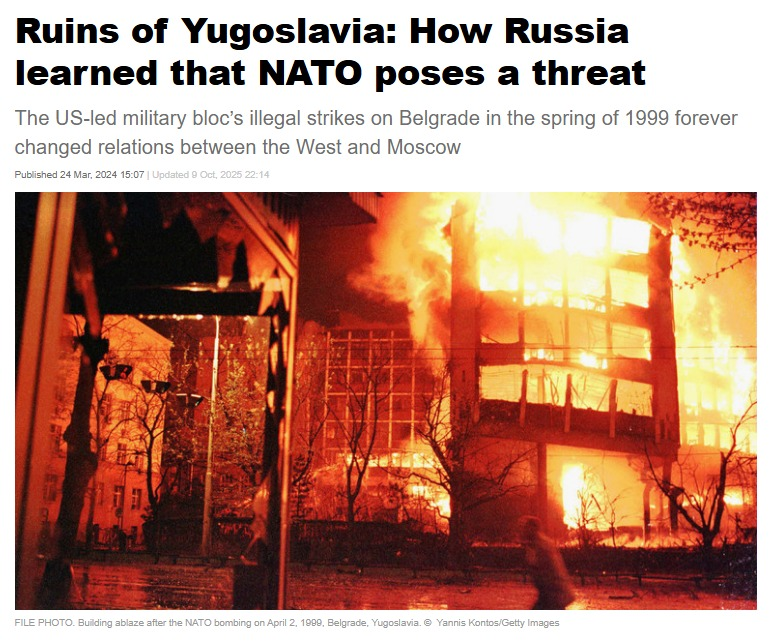 Ruins of Yugoslavia: How Russia
learned that NATO poses a threat
The US-led military bloc’s illegal strikes on Belgrade in the spring of 1999 forever
changed relations between the West and Moscow
Published 24 Mar, 2024 15:07 | Updated 9 Oct, 2025 22:14
FILE PHOTO. Building ablaze after the NATO bombing on April 2, 1999, Belgrade, Yugoslavia. © Yannis Kontos/Getty Images